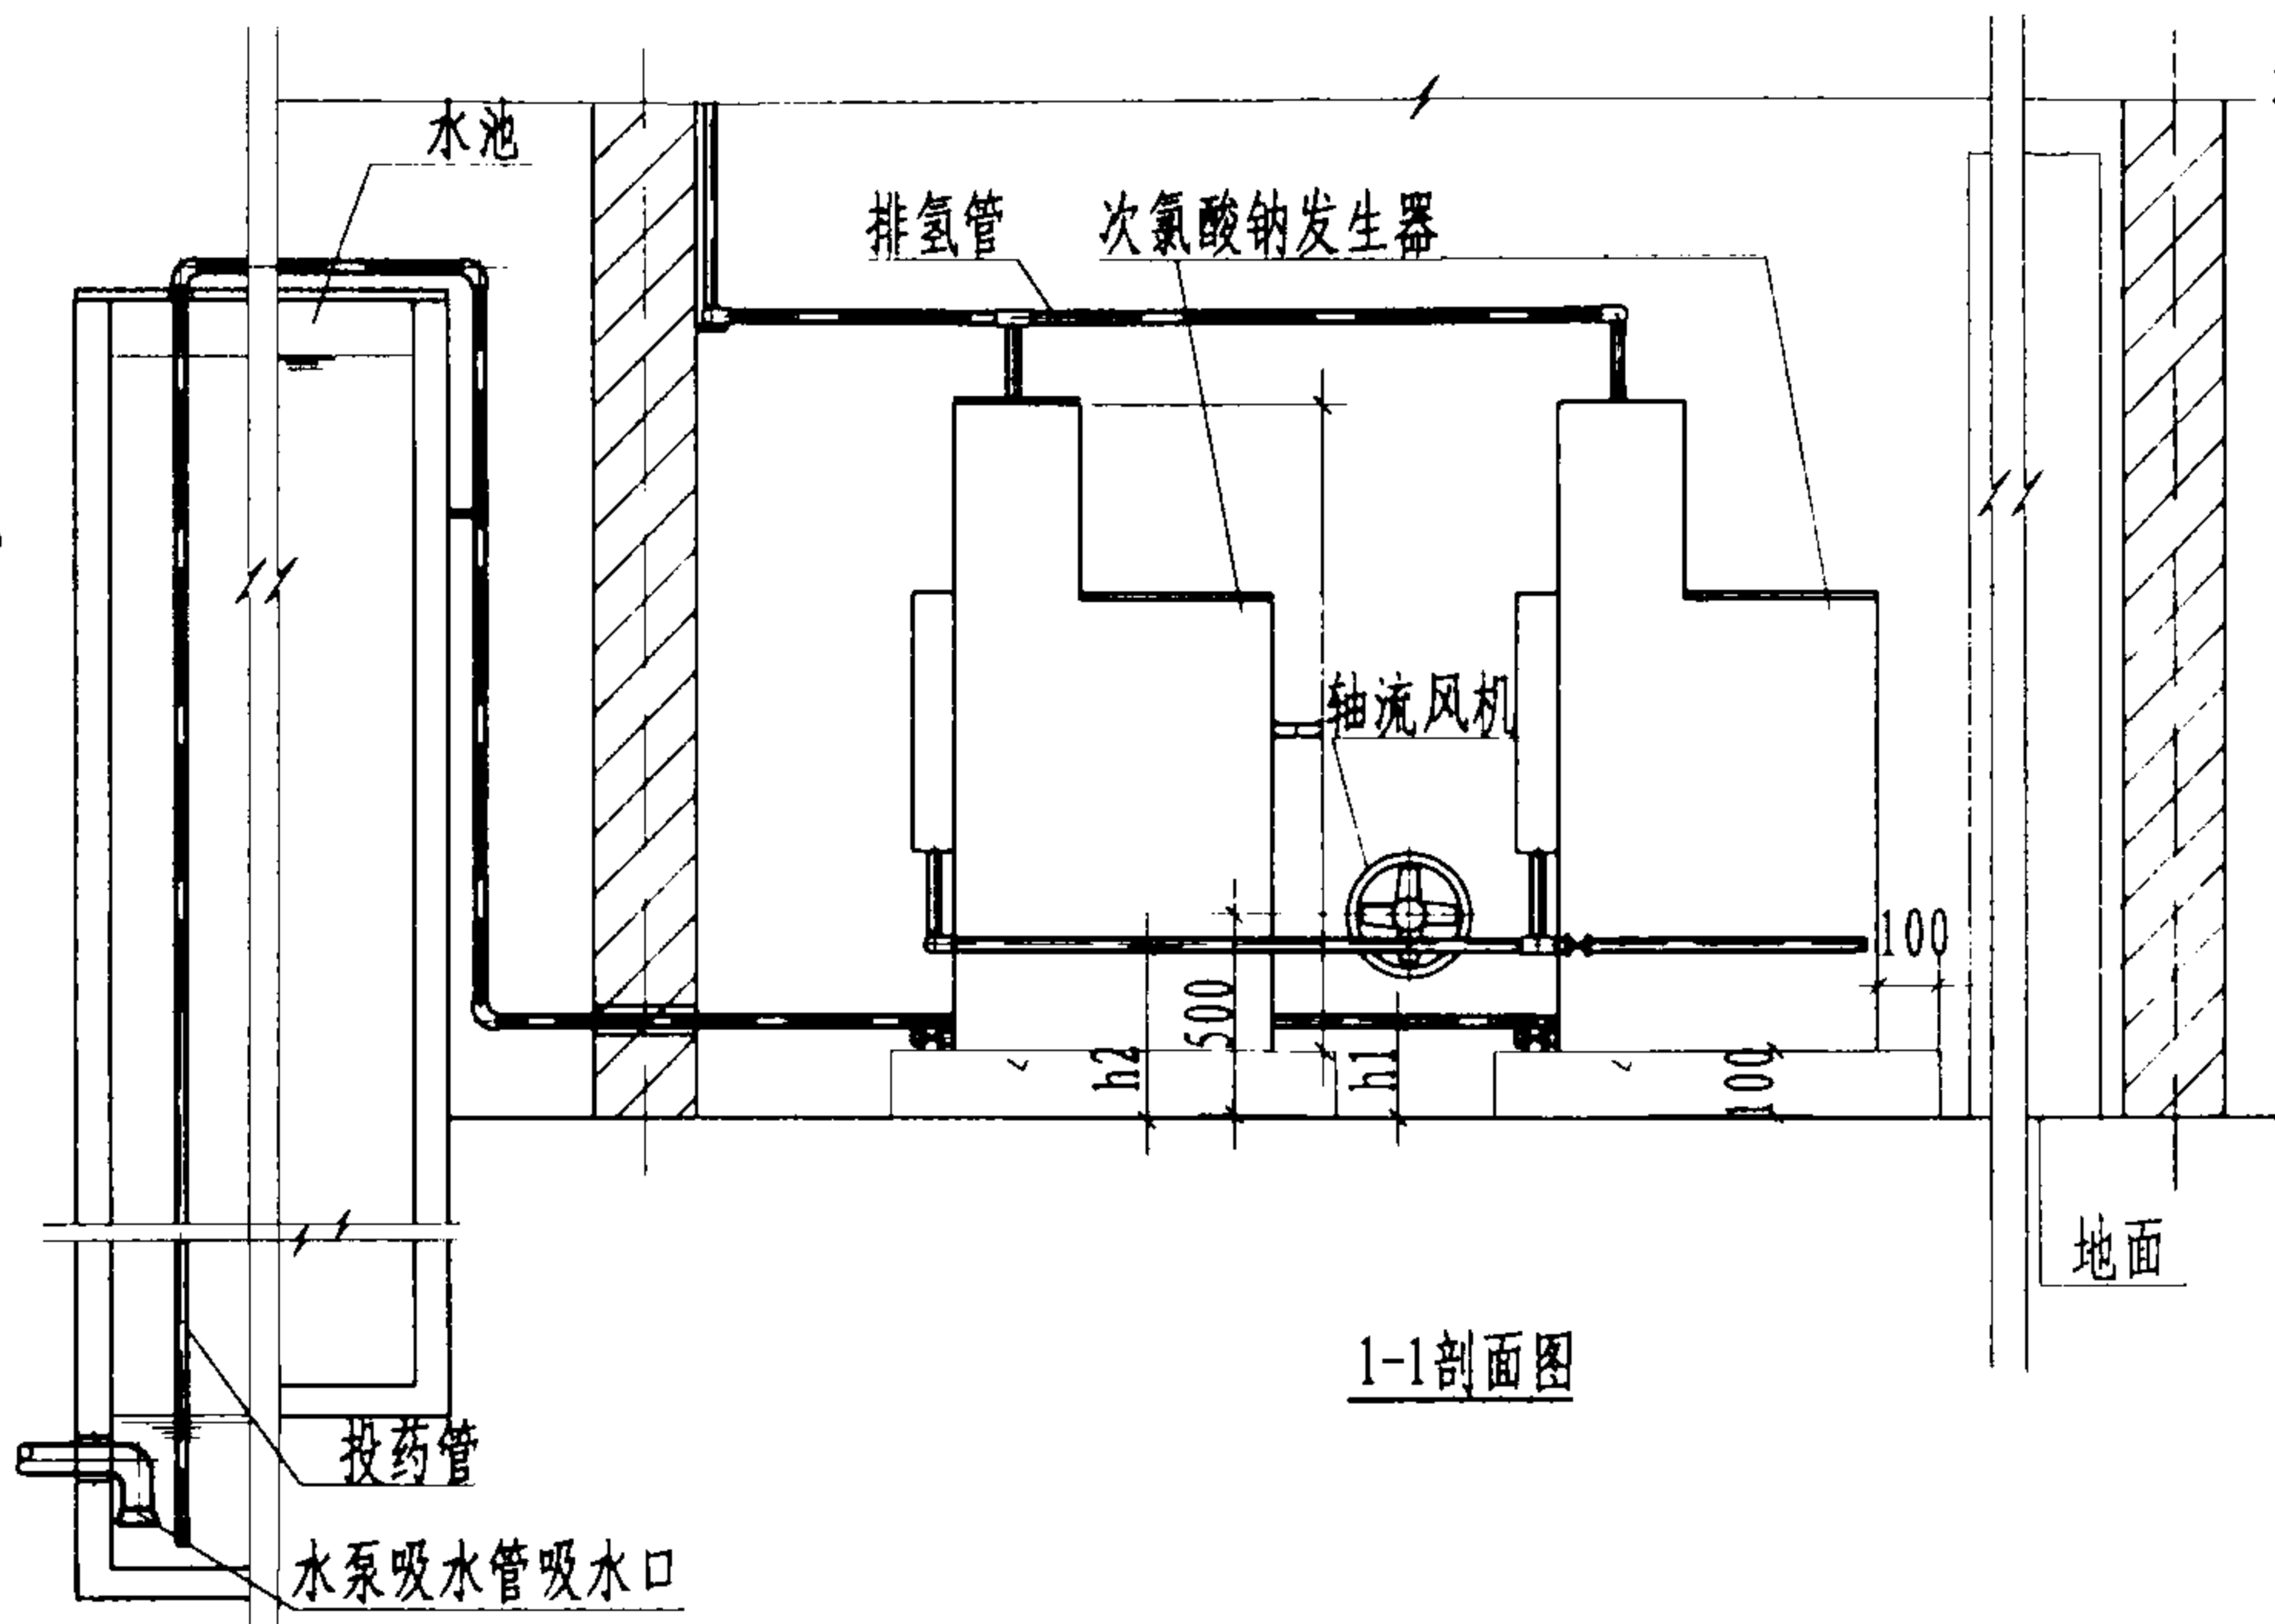 水池
排氢管
次氯酸钠发生器
轴流风机
100
500
h2
h1
100
地面
1-1剖面图
投药管
水泵吸水管吸水口